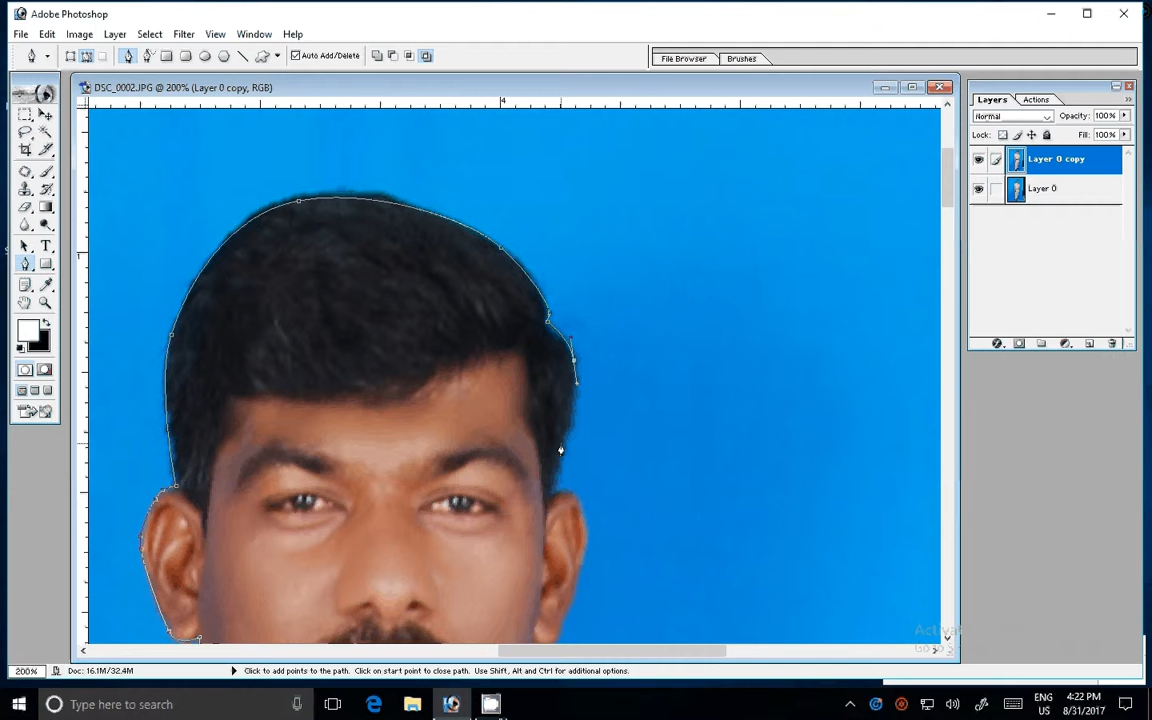 Adobe Photoshop
File Edit Image Layer Select Filter View Window Help
Auto Add/Delete
File Browser Brushes
DSC_0002.JPG @ 200% (Layer 0 copy, RGB)
4
1
Layers Actions
Normal Opacity: 100%
Lock: Fill: 100%
Layer 0 copy
Layer 0
T
200% Doc: 16.1M/32.4M Click to add points to the path. Click on start point to close path. Use Shift, Alt and Ctrl for additional options.
Type here to search
ENG
US
4:22 PM
8/31/2017